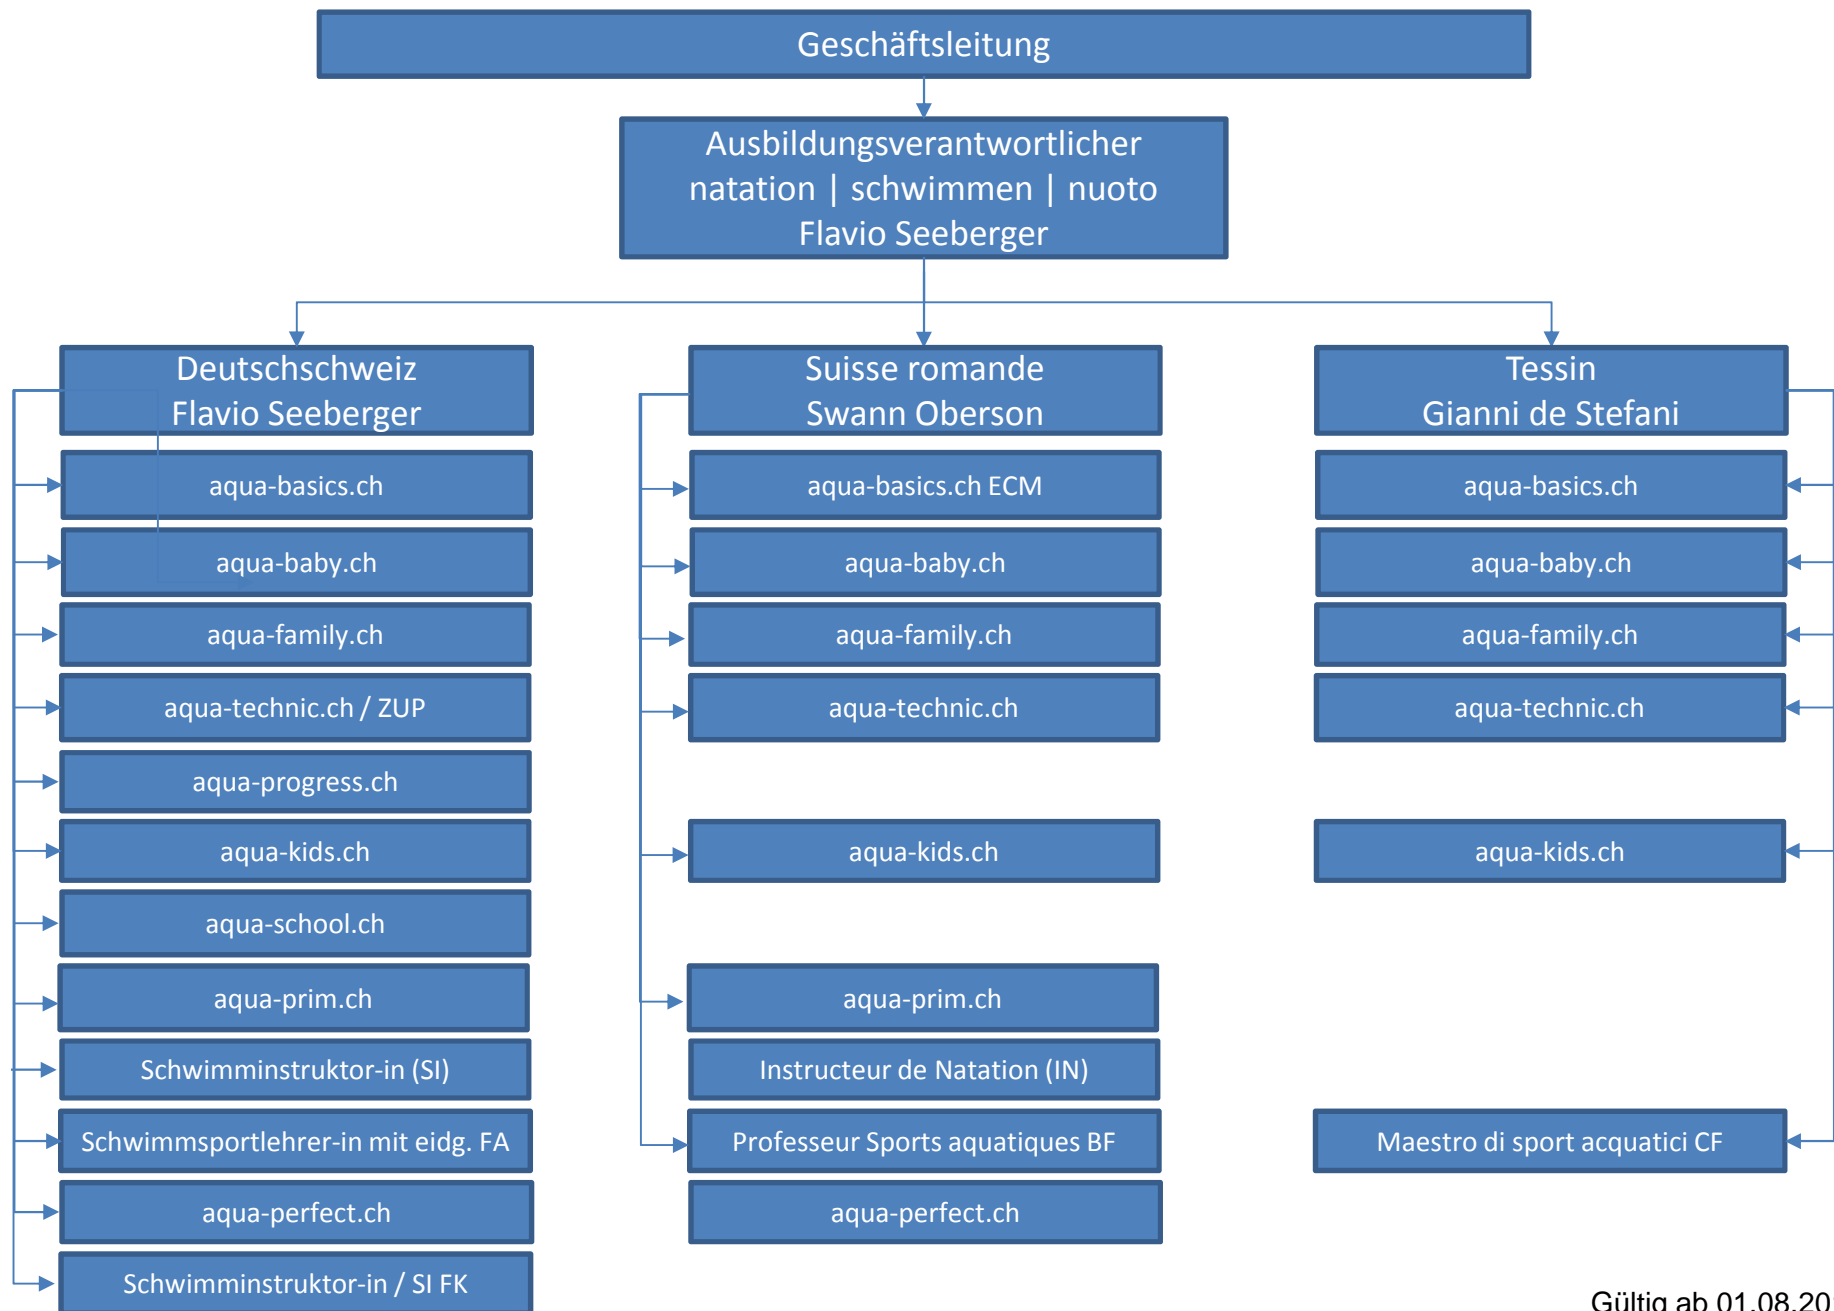 Geschäftsleitung
Ausbildungsverantwortlicher
natation | schwimmen | nuoto
Flavio Seeberger
Deutschschweiz
Flavio Seeberger
aqua-basics.ch
aqua-baby.ch
aqua-family.ch
aqua-technic.ch / ZUP
aqua-progress.ch
aqua-kids.ch
aqua-school.ch
aqua-prim.ch
Schwimminstruktor-in (SI)
Schwimmsportlehrer-in mit eidg. FA
aqua-perfect.ch
Schwimminstruktor-in / SI FK
Suisse romande
Swann Oberson
aqua-basics.ch ECM
aqua-baby.ch
aqua-family.ch
aqua-technic.ch
aqua-kids.ch
aqua-prim.ch
Instructeur de Natation (IN)
Professeur Sports aquatiques BF
aqua-perfect.ch
Tessin
Gianni de Stefani
aqua-basics.ch
aqua-baby.ch
aqua-family.ch
aqua-technic.ch
aqua-kids.ch
Maestro di sport acquatici CF
Gültig ab 01.08.20